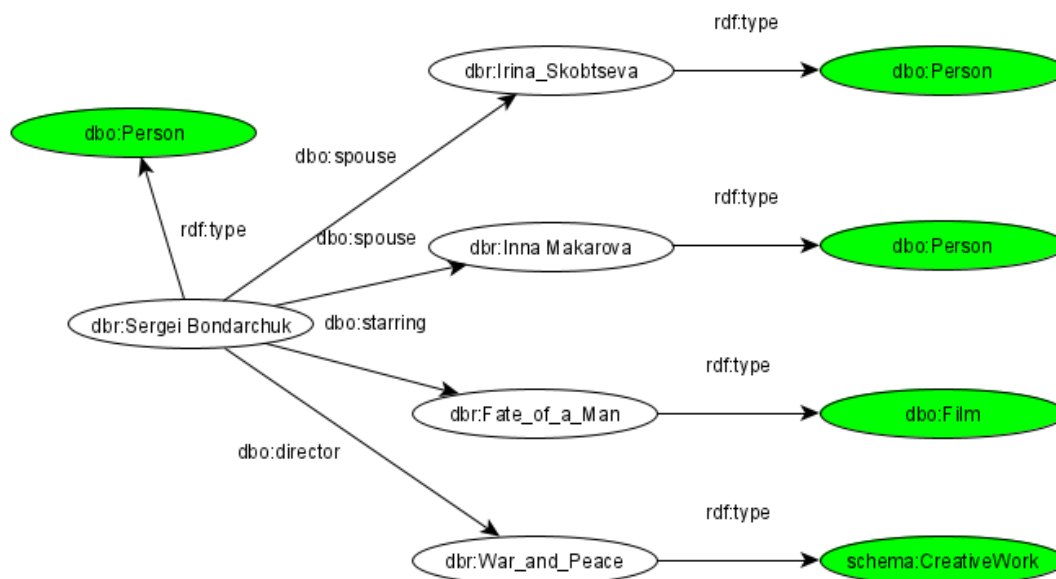 rdf:type
dbr:Irina_Skobtseva
dbo:Person
dbo:Person
dbo:spouse
rdf:type
rdf:type
dbo:spouse
dbr:Inna Makarova
dbo:Person
dbr:Sergei Bondarchuk
dbo:starring
rdf:type
dbr:Fate_of_a_Man
dbo:Film
dbo:director
rdf:type
dbr:War_and_Peace
schema:CreativeWork